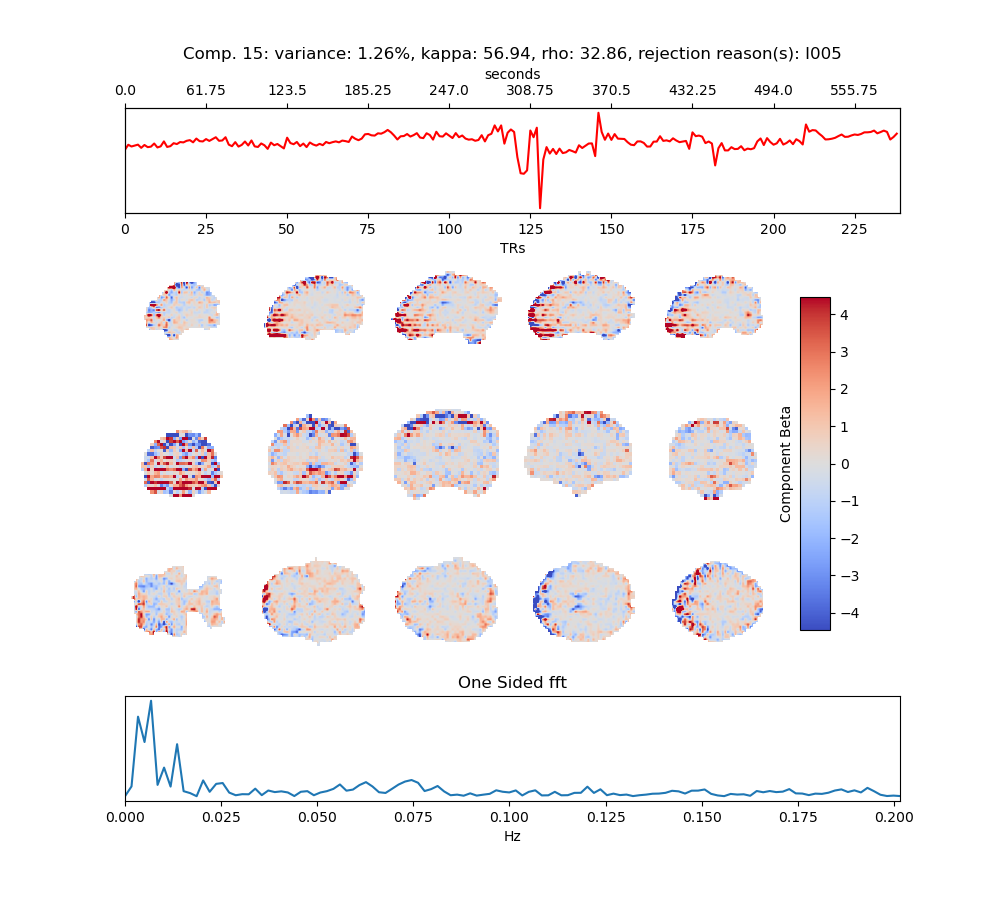 Comp. 15: variance: 1.26%, kappa: 56.94, rho: 32.86, rejection reason(s): I005
seconds
0.0 61.75 123.5 185.25 247.0 308.75 370.5 432.25 494.0 555.75
0 25 50 75 100 125 150 175 200 225
TRs
4
3
2
1
0
−1
−2
−3
−4
Component Beta
One Sided fft
0.000 0.025 0.050 0.075 0.100 0.125 0.150 0.175 0.200
Hz